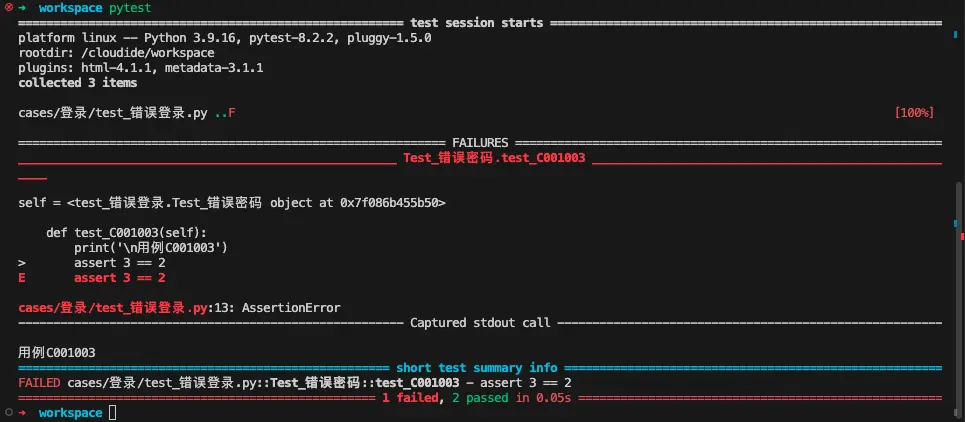 ➜ workspace pytest
======================================== test session starts ========================================
platform linux -- Python 3.9.16, pytest-8.2.2, pluggy-1.5.0
rootdir: /cloudide/workspace
plugins: html-4.1.1, metadata-3.1.1
collected 3 items
cases/登录/test_错误登录.py ..F [100%]
======================================== FAILURES ========================================
________________________________________ Test_错误密码.test_C001003 ________________________________________
self = <test_错误登录.Test_错误密码 object at 0x7f086b455b50>
    def test_C001003(self):
        print('\n用例C001003')
>       assert 3 == 2
E       assert 3 == 2
cases/登录/test_错误登录.py:13: AssertionError
---------------------------------------- Captured stdout call ----------------------------------------
用例C001003
======================================== short test summary info ========================================
FAILED cases/登录/test_错误登录.py::Test_错误密码::test_C001003 - assert 3 == 2
======================================== 1 failed, 2 passed in 0.05s ========================================
➜ workspace